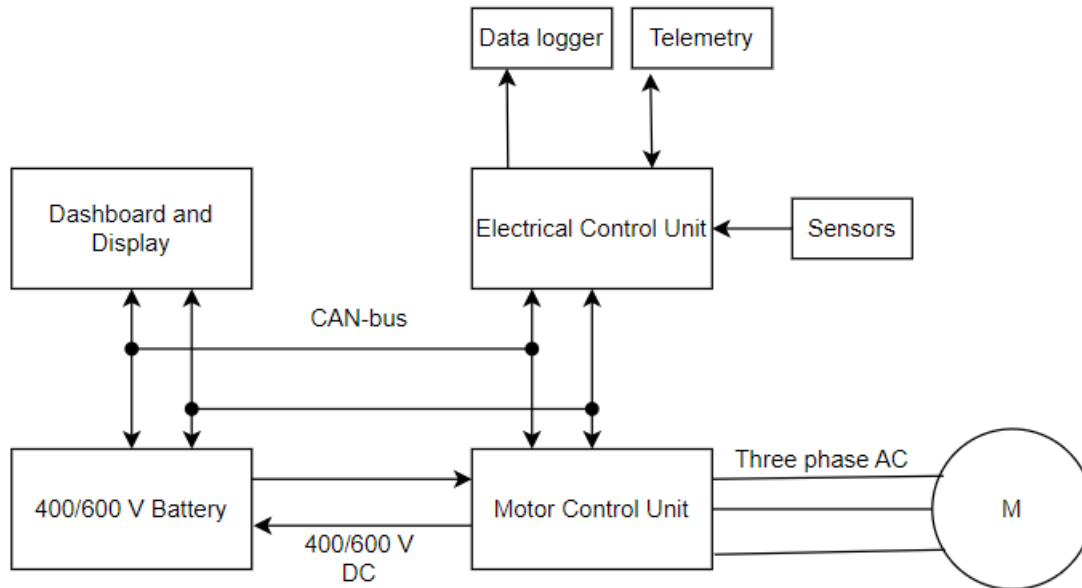 Data logger
Telemetry
Dashboard and
Display
Electrical Control Unit
Sensors
CAN-bus
400/600 V Battery
400/600 V
DC
Motor Control Unit
Three phase AC
M